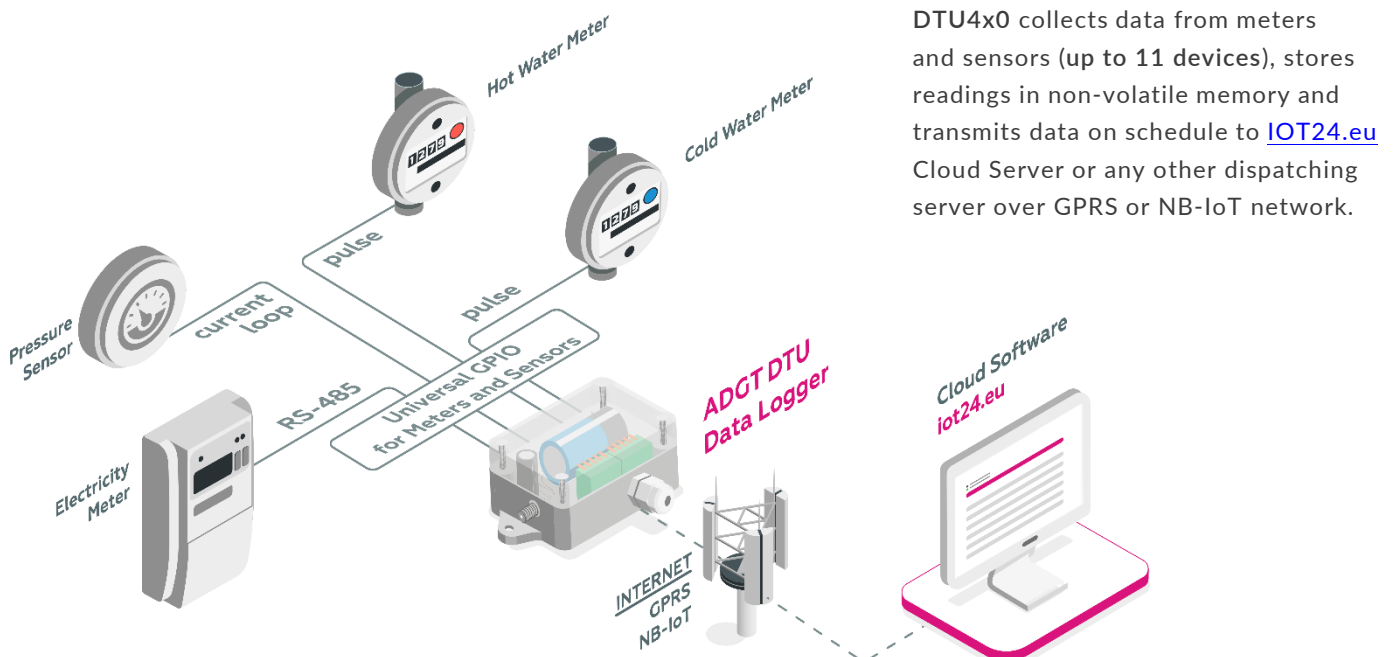 DTU4x0 collects data from meters
and sensors (up to 11 devices), stores
readings in non-volatile memory and
transmits data on schedule to IOT24.eu
Cloud Server or any other dispatching
server over GPRS or NB-IoT network.
Hot Water Meter
1279
Cold Water Meter
1279
pulse
pulse
Pressure
Sensor
current
loop
Universal GPIO
for Meters and Sensors
RS-485
Electricity
Meter
ADGT DTU
Data Logger
Cloud Software
iot24.eu
INTERNET
GPRS
NB-IoT